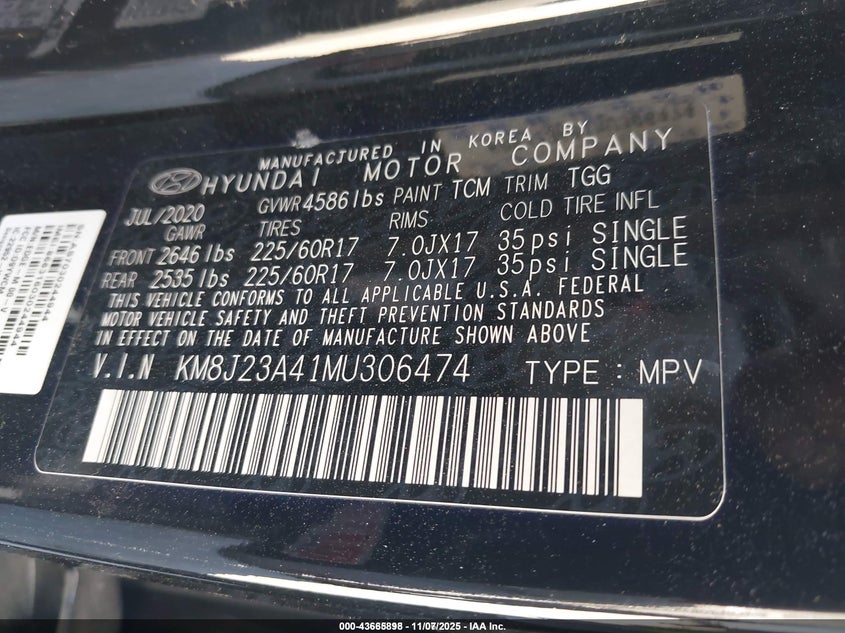 MANUFACTURED IN KOREA BY
HYUNDAI MOTOR COMPANY
JUL/2020 GVWR 4586 lbs PAINT TCM TRIM TGG
GAWR TIRES RIMS COLD TIRE INFL
FRONT 2646 lbs 225/60R17 7.0JX17 35psi SINGLE
REAR 2535 lbs 225/60R17 7.0JX17 35psi SINGLE
THIS VEHICLE CONFORMS TO ALL APPLICABLE U.S.A. FEDERAL
MOTOR VEHICLE SAFETY AND THEFT PREVENTION STANDARDS
IN EFFECT ON THE DATE OF MANUFACTURE SHOWN ABOVE
V.I.N KM8J23A41MU306474 TYPE : MPV
000-43665898 - 11/07/2025 - IAA Inc.